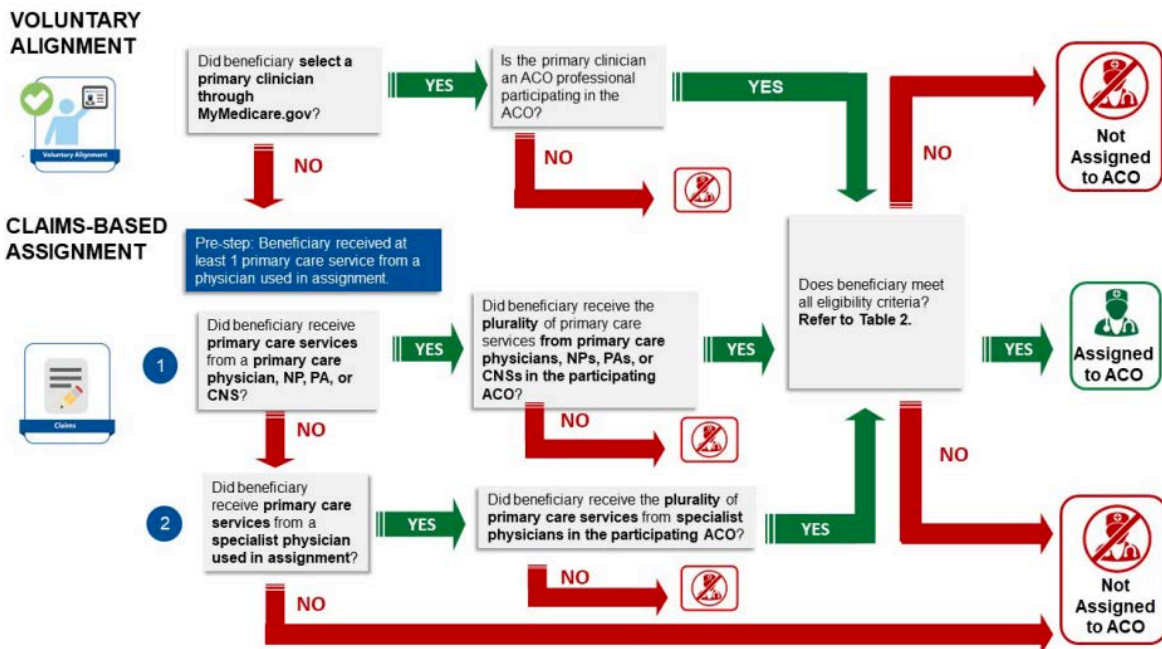 VOLUNTARY
ALIGNMENT
Voluntary Alignment
Did beneficiary select a
primary clinician
through
MyMedicare.gov?
YES
Is the primary clinician
an ACO professional
participating in the
ACO?
YES
NO
NO
NO
Not
Assigned
to ACO
CLAIMS-BASED
ASSIGNMENT
Pre-step: Beneficiary received at
least 1 primary care service from a
physician used in assignment.
Does beneficiary meet
all eligibility criteria?
Refer to Table 2.
YES
Assigned
to ACO
Claims
1
Did beneficiary receive
primary care services
from a primary care
physician, NP, PA, or
CNS?
YES
Did beneficiary receive the
plurality of primary care
services from primary care
physicians, NPs, PAs, or
CNSs in the participating
ACO?
YES
NO
NO
NO
2
Did beneficiary
receive primary care
services from a
specialist physician
used in assignment?
YES
Did beneficiary receive the plurality of
primary care services from specialist
physicians in the participating ACO?
YES
NO
NO
Not
Assigned
to ACO